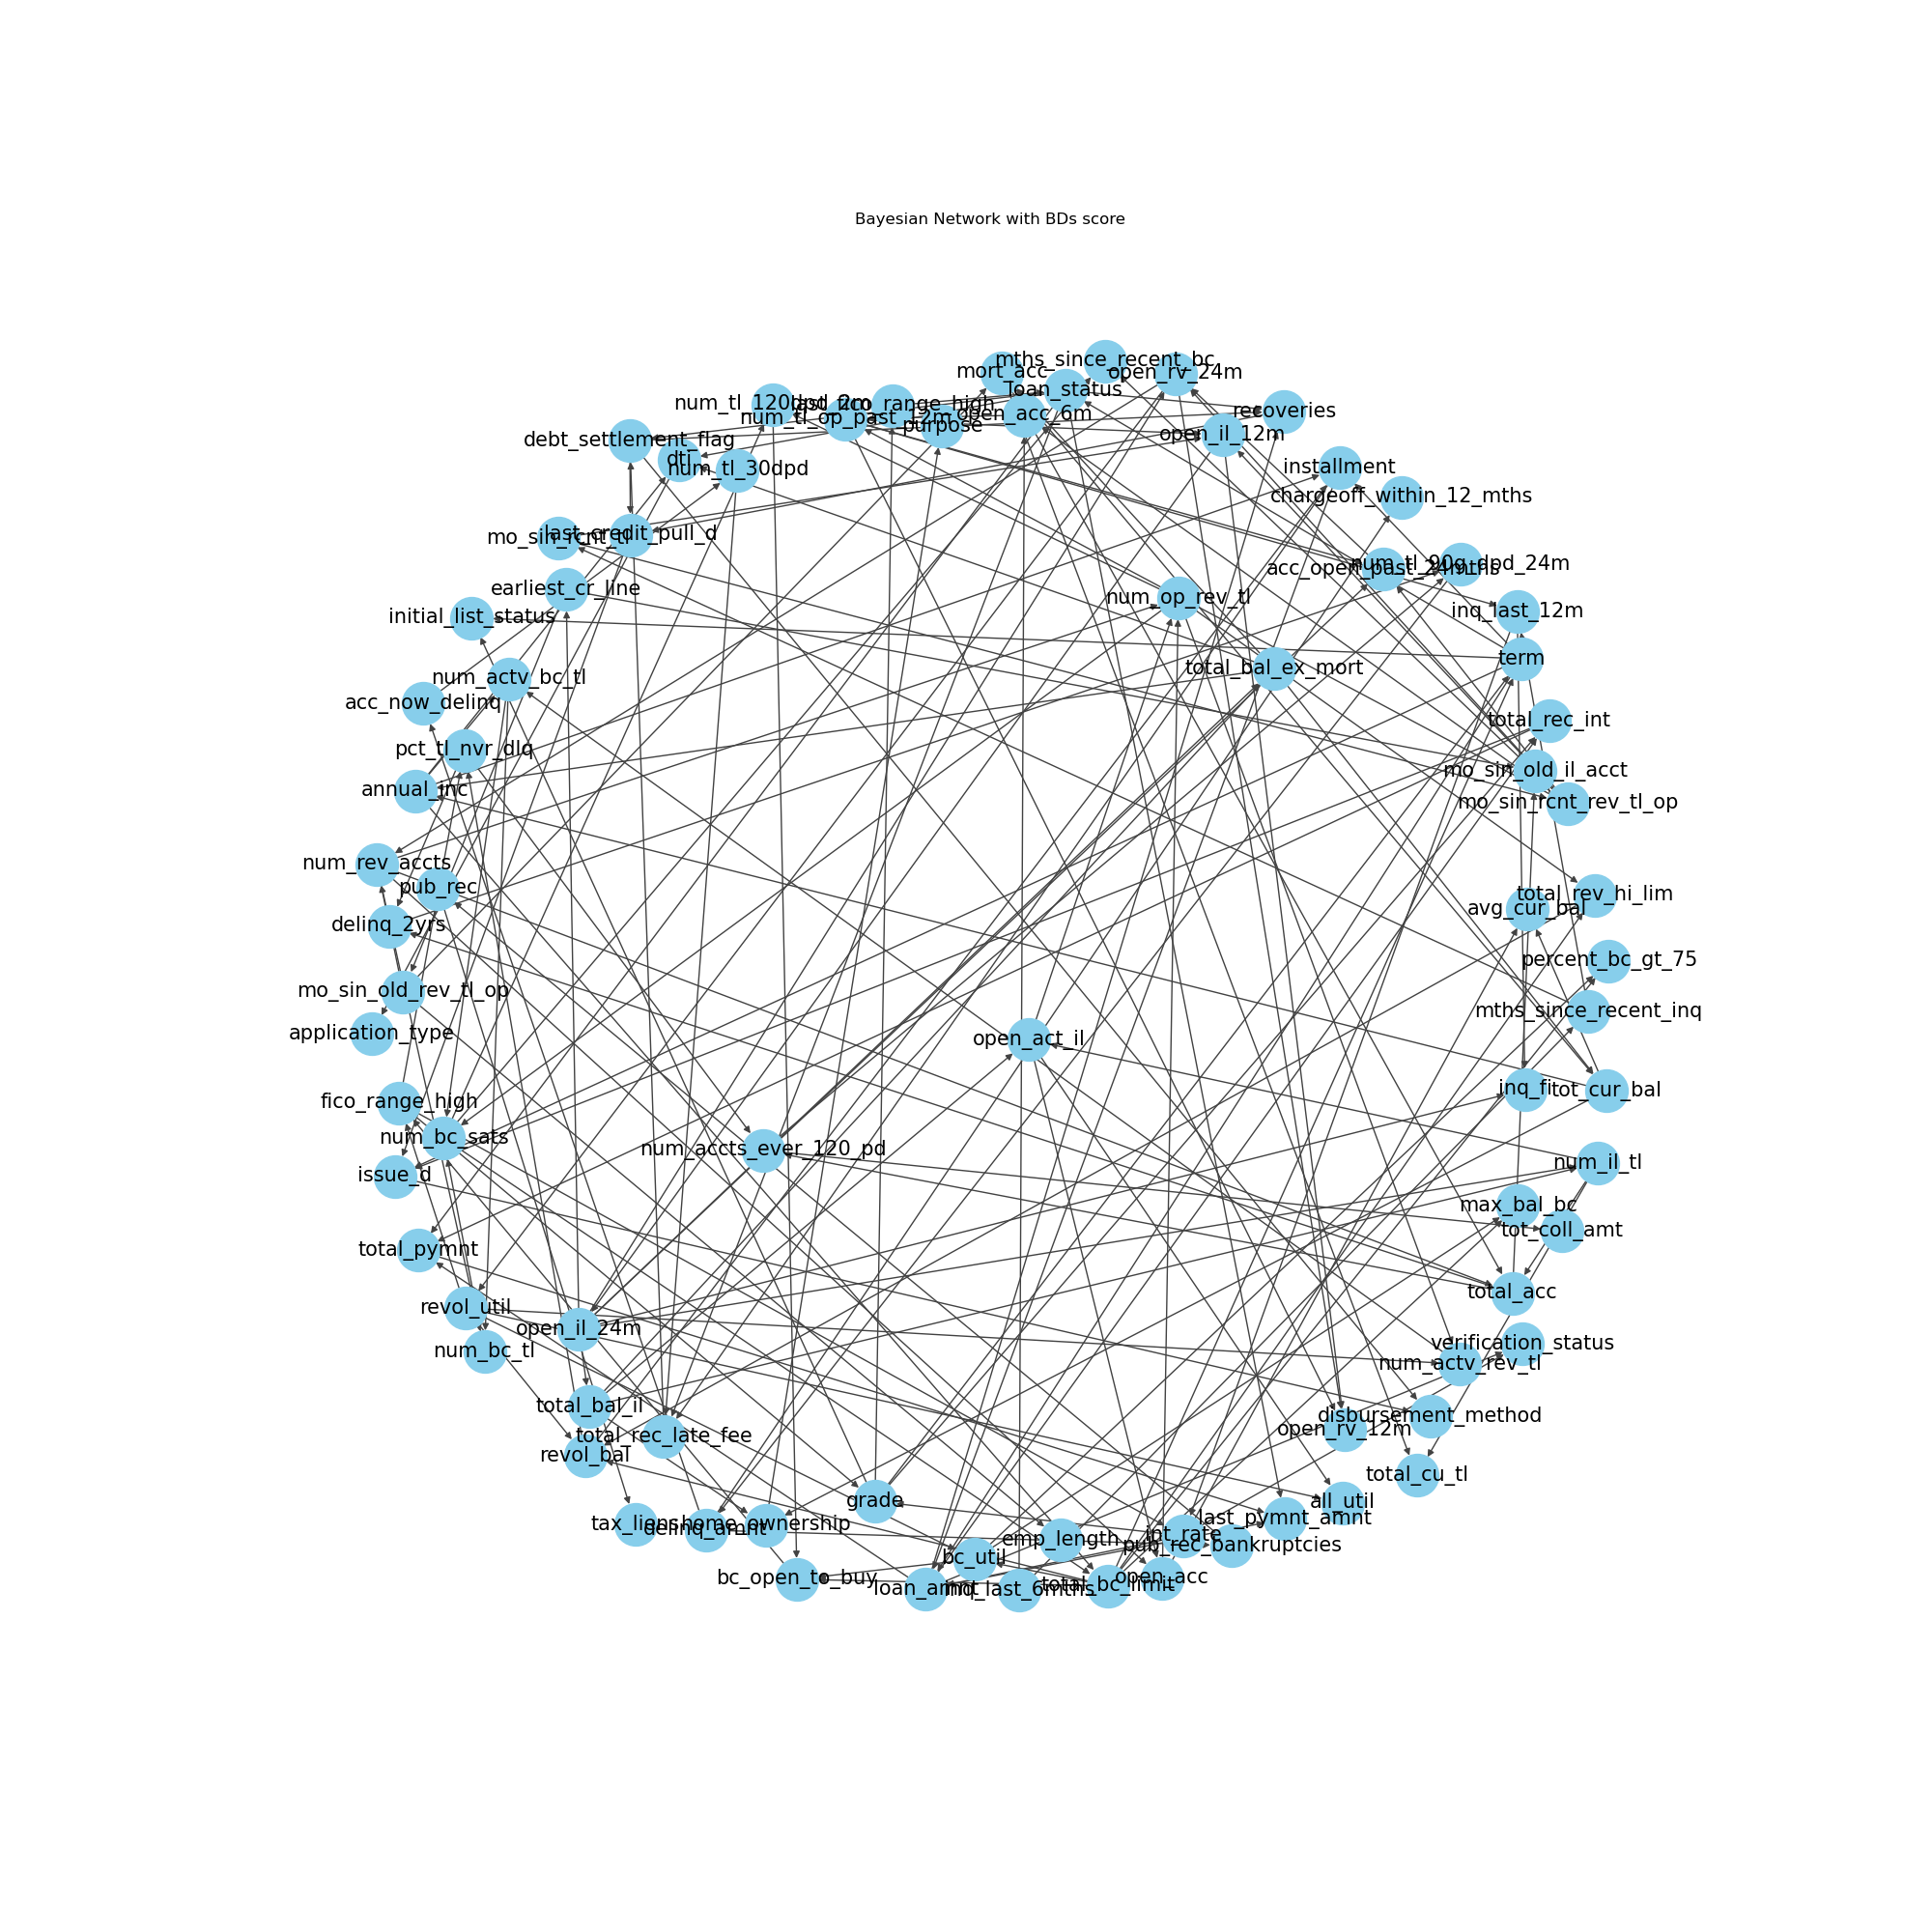 Bayesian Network with BDs score
mths_since_recent_bc
mort_acc
open_rv_24m
loan_status
num_tl_120dpd_2m
last_fico_range_high
recoveries
open_acc_6m
num_tl_op_past_12m
purpose
open_il_12m
debt_settlement_flag
dti
num_tl_30dpd
installment
chargeoff_within_12_mths
last_credit_pull_d
mo_sin_rcnt_tl
num_tl_90g_dpd_24m
acc_open_past_24mths
earliest_cr_line
num_op_rev_tl
initial_list_status
inq_last_12m
term
total_bal_ex_mort
num_actv_bc_tl
acc_now_delinq
total_rec_int
pct_tl_nvr_dlq
mo_sin_old_il_acct
annual_inc
mo_sin_rcnt_rev_tl_op
num_rev_accts
pub_rec
total_rev_hi_lim
avg_cur_bal
delinq_2yrs
percent_bc_gt_75
mo_sin_old_rev_tl_op
mths_since_recent_inq
application_type
open_act_il
inq_fi
tot_cur_bal
fico_range_high
num_bc_sats
num_accts_ever_120_pd
num_il_tl
issue_d
max_bal_bc
tot_coll_amt
total_pymnt
total_acc
revol_util
open_il_24m
verification_status
num_bc_tl
num_actv_rev_tl
total_bal_il
disbursement_method
total_rec_late_fee
open_rv_12m
revol_bal
total_cu_tl
grade
all_util
last_pymnt_amnt
tax_liens
home_ownership
delinq_amnt
int_rate
emp_length
pub_rec_bankruptcies
bc_util
bc_open_to_buy
open_acc
loan_amnt
inq_last_6mths
total_bc_limit